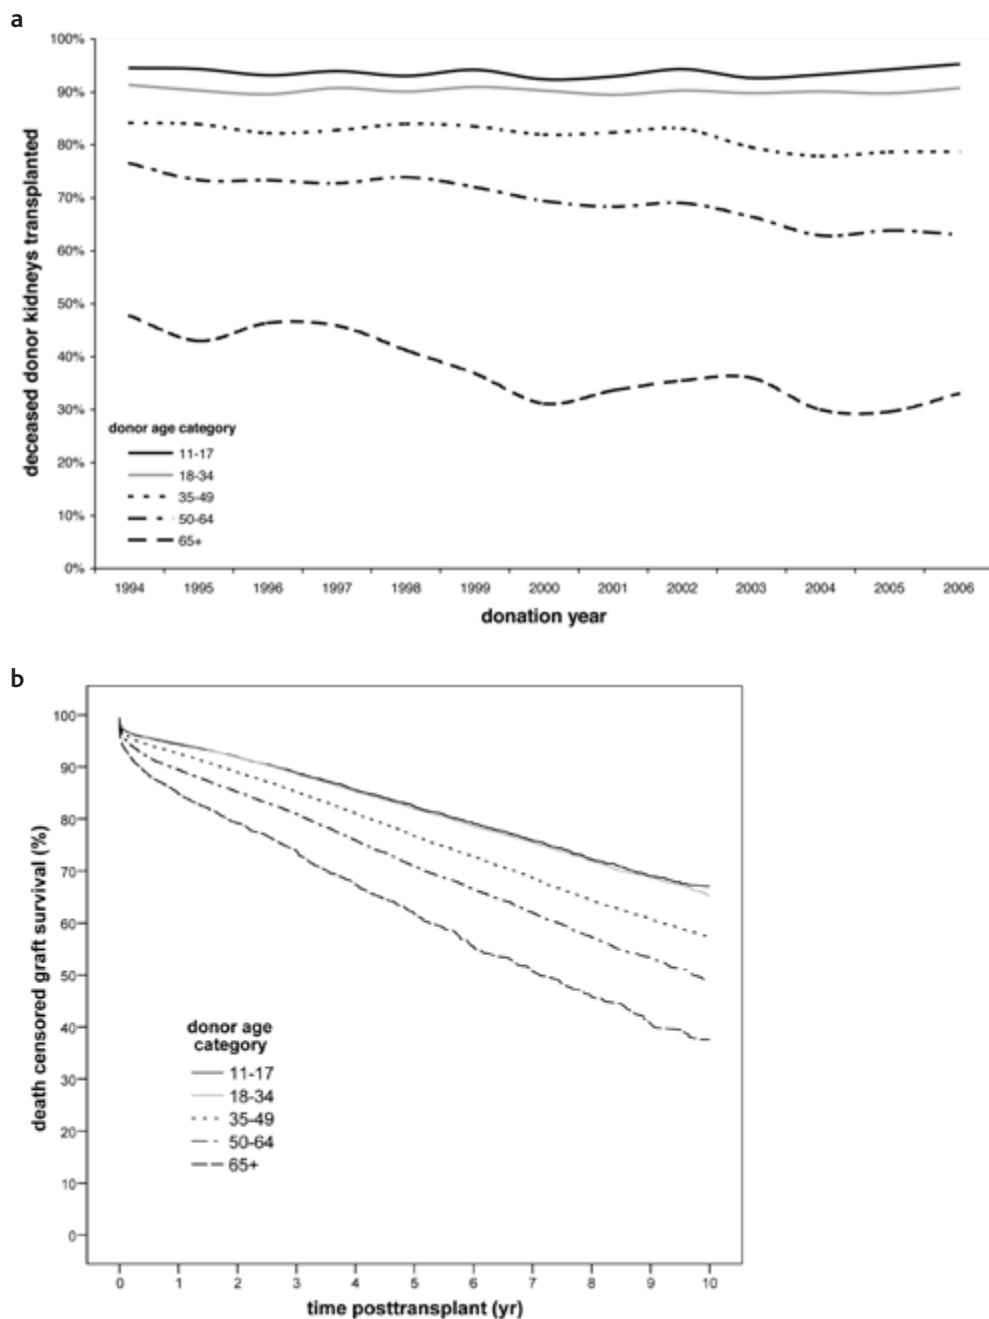 a
deceased donor kidneys transplanted
100%
90%
80%
70%
60%
50%
40%
30%
20%
10%
0%
donor age category
11-17
18-34
35-49
50-64
65+
1994 1995 1996 1997 1998 1999 2000 2001 2002 2003 2004 2005 2006
donation year
b
death censored graft survival (%)
100
90
80
70
60
50
40
30
20
10
0
donor age
category
11-17
18-34
35-49
50-64
65+
0 1 2 3 4 5 6 7 8 9 10
time posttransplant (yr)